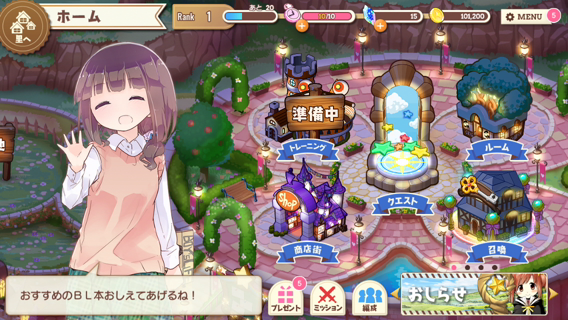 里へ
ホーム
Rank 1
あと 20
10/10
15
101,200
MENU
5
準備中
トレーニング
ルーム
クエスト
SHOP
商店街
召喚
おすすめのＢＬ本おしえてあげるね！
5
プレゼント
ミッション
編成
おしらせ